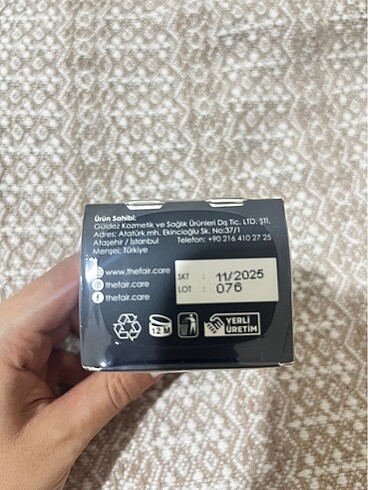 Ürün Sahibi:
Güldez Kozmetik ve Sağlık Ürünleri Dış Tic. LTD. ŞTİ.
Adres: Atatürk mh. Ekincioğlu Sk. No:37/1
Ataşehir / İstanbul Telefon: +90 216 410 27 25
Menşei: Türkiye
www.thefair.care
thefair.care
thefair.care
SKT : 11/2025
LOT : 076
12 M
YERLİ
ÜRETİM